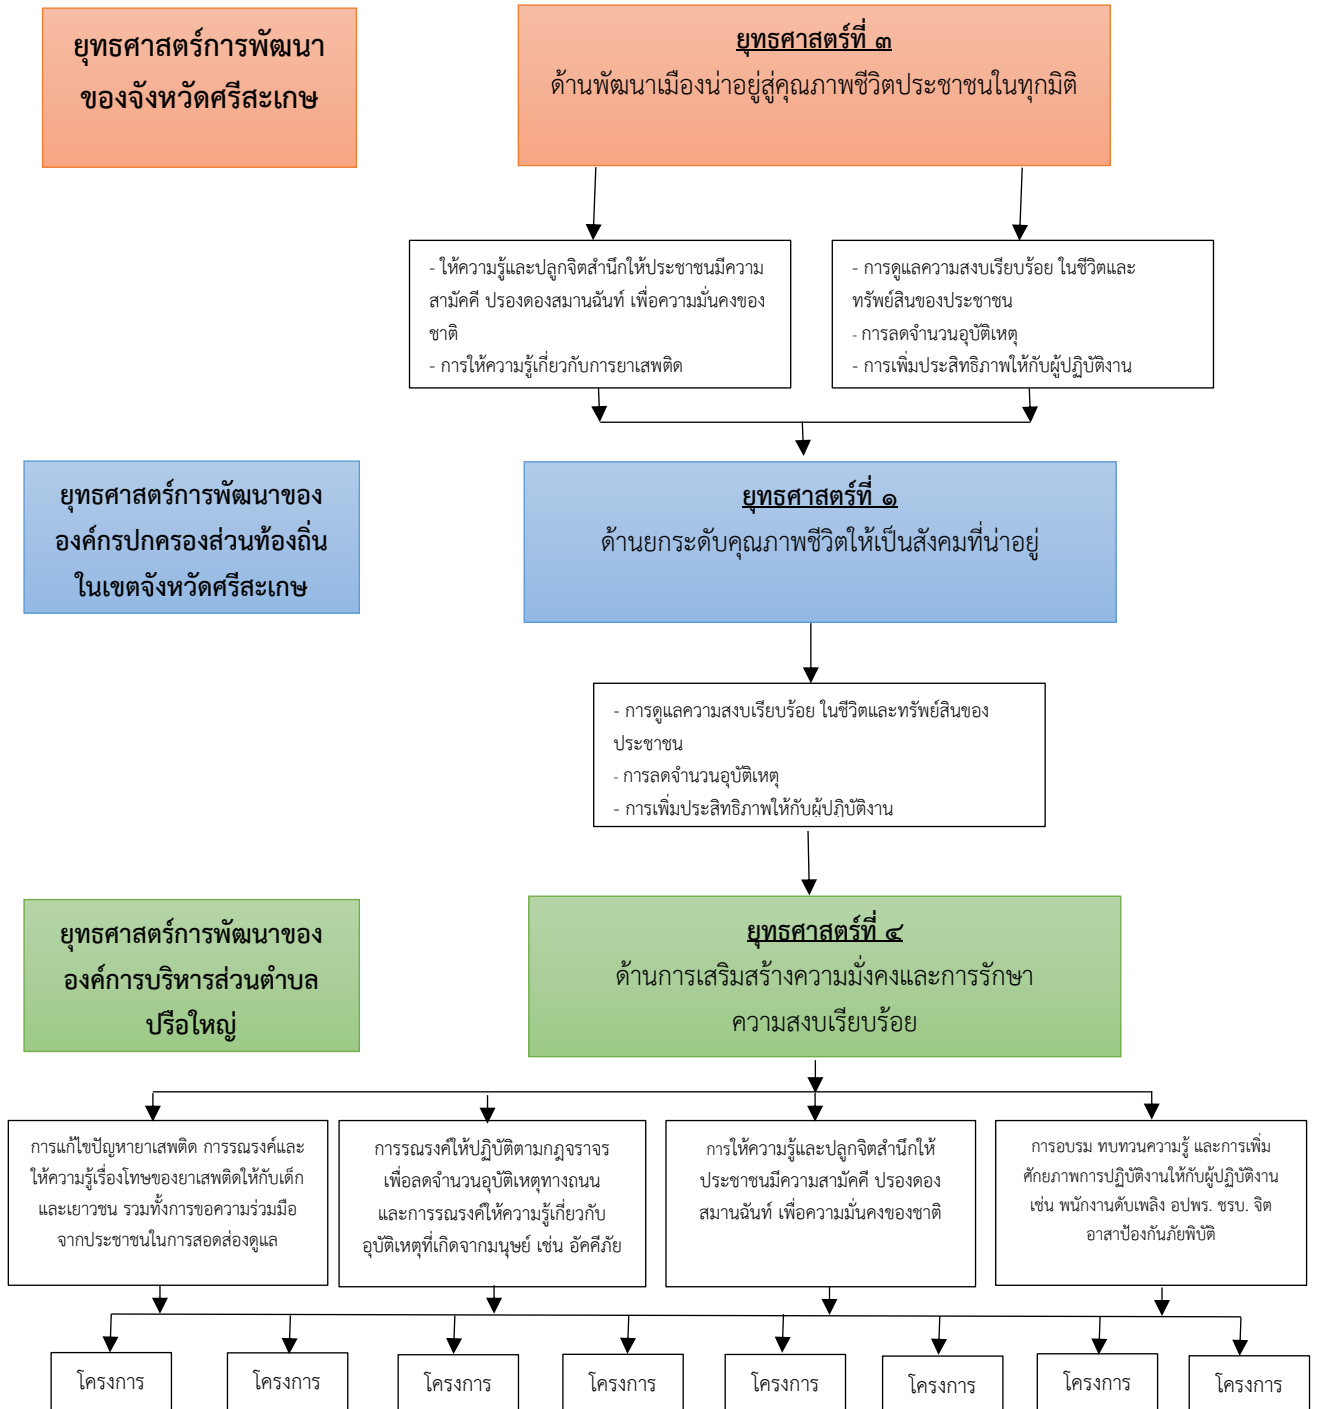 ยุทธศาสตร์การพัฒนา
ของจังหวัดศรีสะเกษ
ยุทธศาสตร์ที่ ๓
ด้านพัฒนาเมืองน่าอยู่สู่คุณภาพชีวิตประชาชนในทุกมิติ
- ให้ความรู้และปลูกจิตสำนึกให้ประชาชนมีความ
สามัคคี ปรองดองสมานฉันท์ เพื่อความมั่นคงของ
ชาติ
- การให้ความรู้เกี่ยวกับการยาเสพติด
- การดูแลความสงบเรียบร้อย ในชีวิตและ
ทรัพย์สินของประชาชน
- การลดจำนวนอุบัติเหตุ
- การเพิ่มประสิทธิภาพให้กับผู้ปฏิบัติงาน
ยุทธศาสตร์การพัฒนาของ
องค์กรปกครองส่วนท้องถิ่น
ในเขตจังหวัดศรีสะเกษ
ยุทธศาสตร์ที่ ๑
ด้านยกระดับคุณภาพชีวิตให้เป็นสังคมที่น่าอยู่
- การดูแลความสงบเรียบร้อย ในชีวิตและทรัพย์สินของ
ประชาชน
- การลดจำนวนอุบัติเหตุ
- การเพิ่มประสิทธิภาพให้กับผู้ปฏิบัติงาน
ยุทธศาสตร์การพัฒนาของ
องค์การบริหารส่วนตำบล
ปรือใหญ่
ยุทธศาสตร์ที่ ๔
ด้านการเสริมสร้างความมั่งคงและการรักษา
ความสงบเรียบร้อย
การแก้ไขปัญหายาเสพติด การรณรงค์และ
ให้ความรู้เรื่องโทษของยาเสพติดให้กับเด็ก
และเยาวชน รวมทั้งการขอความร่วมมือ
จากประชาชนในการสอดส่องดูแล
การรณรงค์ให้ปฏิบัติตามกฎจราจร
เพื่อลดจำนวนอุบัติเหตุทางถนน
และการรณรงค์ให้ความรู้เกี่ยวกับ
อุบัติเหตุที่เกิดจากมนุษย์ เช่น อัคคีภัย
การให้ความรู้และปลูกจิตสำนึกให้
ประชาชนมีความสามัคคี ปรองดอง
สมานฉันท์ เพื่อความมั่นคงของชาติ
การอบรม ทบทวนความรู้ และการเพิ่ม
ศักยภาพการปฏิบัติงานให้กับผู้ปฏิบัติงาน
เช่น พนักงานดับเพลิง อปพร. ชรบ. จิต
อาสาป้องกันภัยพิบัติ
โครงการ
โครงการ
โครงการ
โครงการ
โครงการ
โครงการ
โครงการ
โครงการ